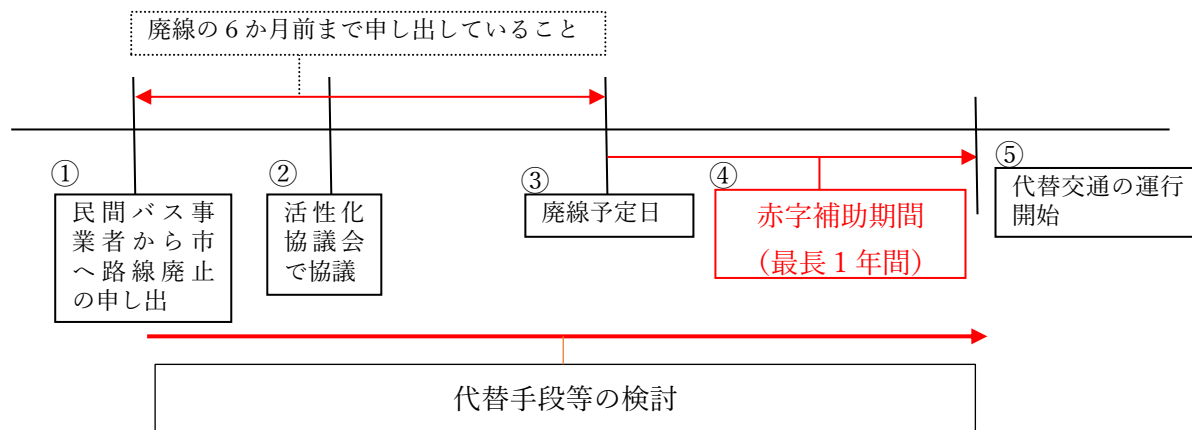 廃線の６か月前まで申し出していること
①
民間バス事
業者から市
へ路線廃止
の申し出
②
活性化
協議会
で協議
③
廃線予定日
④
赤字補助期間
（最長１年間）
⑤
代替交通の運行
開始
代替手段等の検討